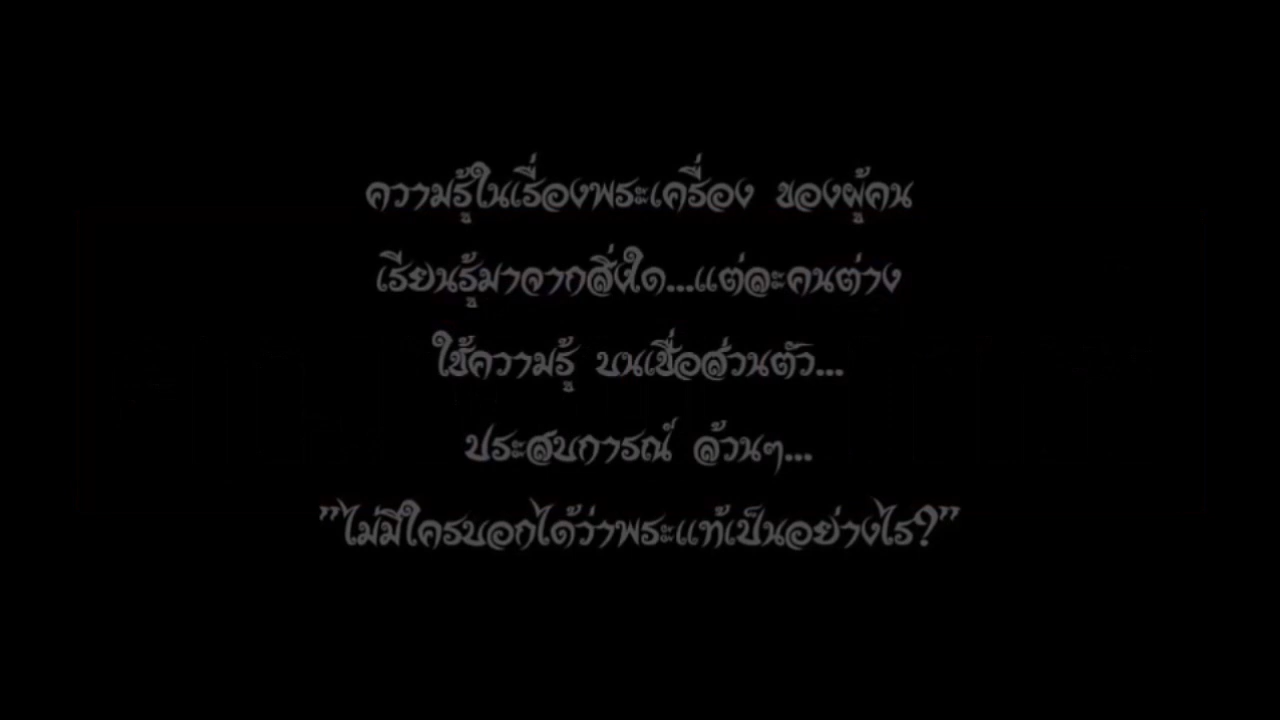 ความรู้ในเรื่องพระเครื่อง ของผู้คน
เรียนรู้มาจากสิ่งใด...แต่ละคนต่าง
ใช้ความรู้ บนเชื่อส่วนตัว...
ประสบการณ์ ล้วนๆ...
"ไม่มีใครบอกได้ว่าพระแท้เป็นอย่างไร?"